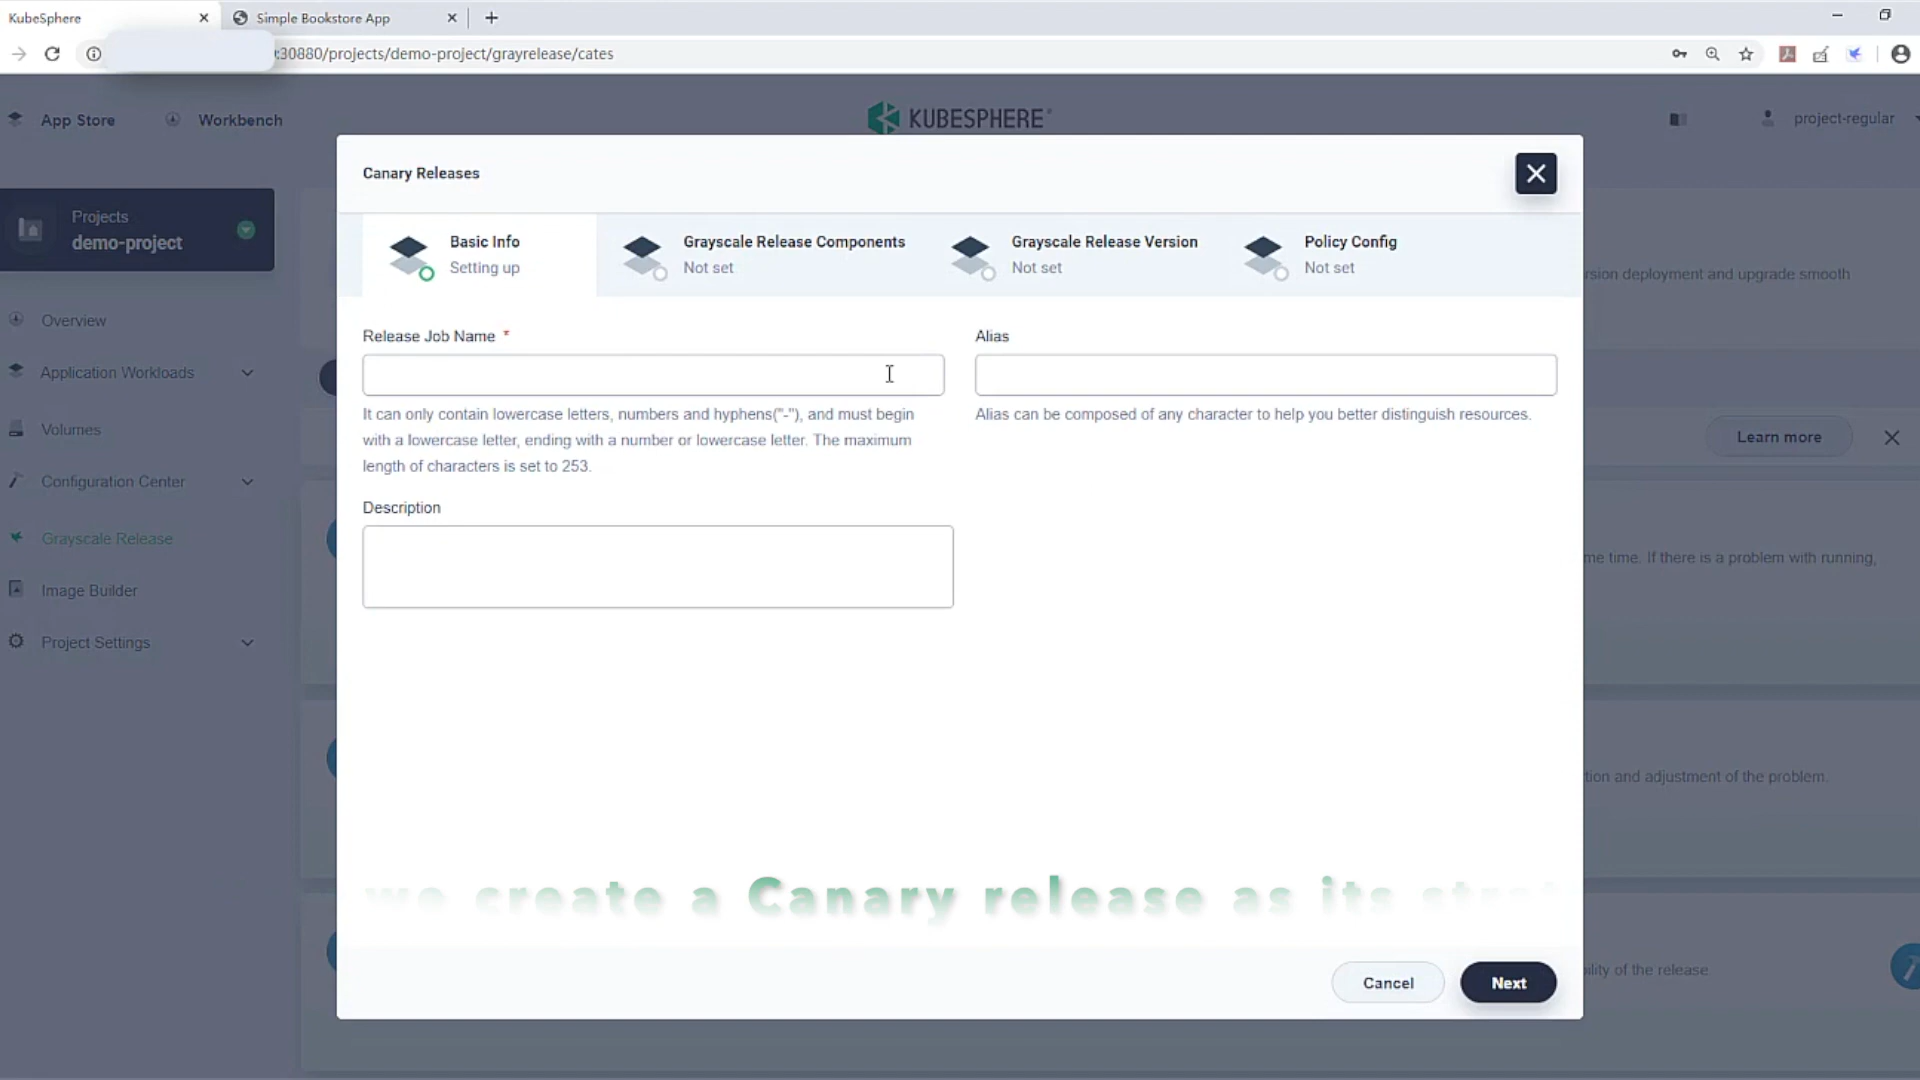 KubeSphere
Simple Bookstore App
:30880/projects/demo-project/grayrelease/cates
App Store
Workbench
KUBESPHERE
project-regular
Projects
demo-project
Overview
Application Workloads
Volumes
Configuration Center
Grayscale Release
Image Builder
Project Settings
Canary Releases
Basic Info
Setting up
Grayscale Release Components
Not set
Grayscale Release Version
Not set
Policy Config
Not set
Release Job Name *
It can only contain lowercase letters, numbers and hyphens("-"), and must begin
with a lowercase letter, ending with a number or lowercase letter. The maximum
length of characters is set to 253.
Alias
Alias can be composed of any character to help you better distinguish resources.
Description
we create a Canary release as its
Cancel
Next
deployment and upgrade smooth
Learn more
me time. If there is a problem with running,
and adjustment of the problem.
of the release